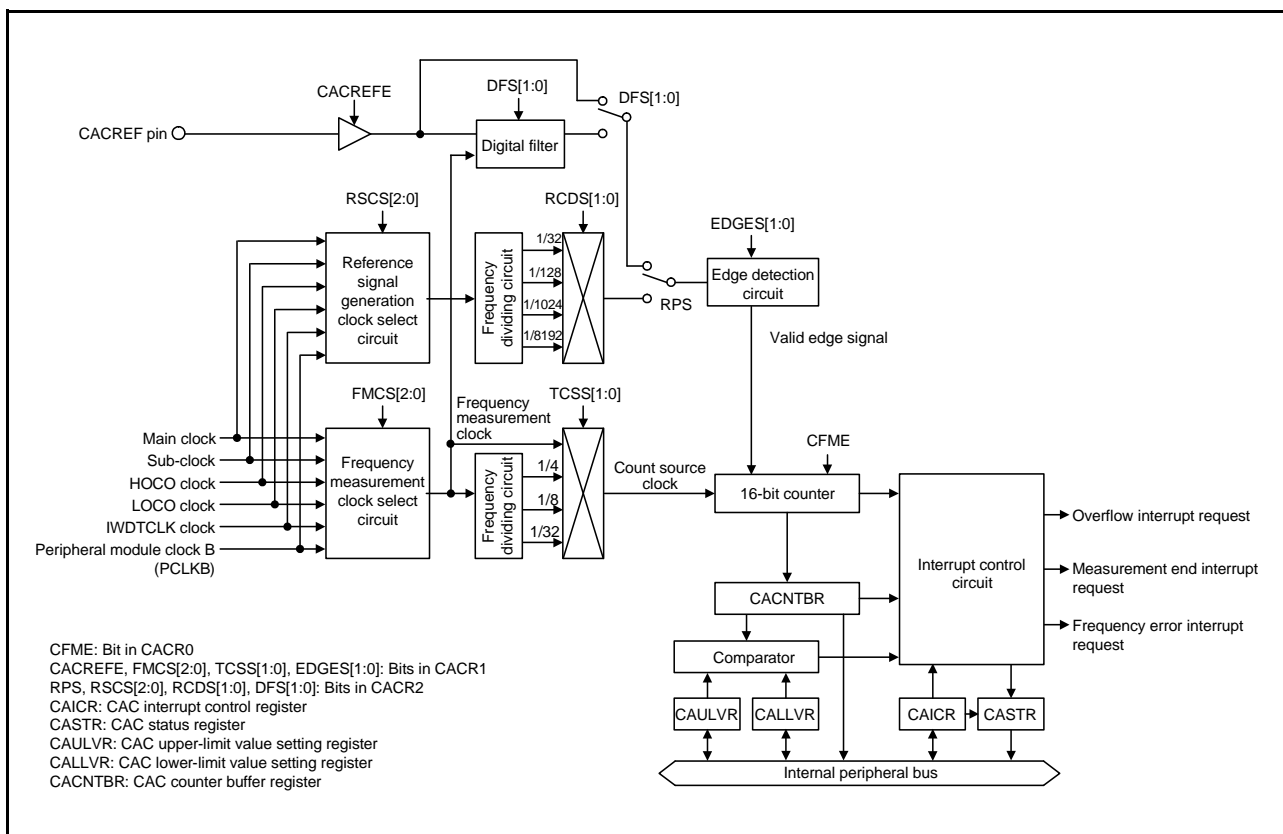 DFS[1:0]
DFS[1:0]
CACREFE
CACREF pin
Digital filter
RSCS[2:0]
RCDS[1:0]
EDGES[1:0]
Reference
signal
generation
clock select
circuit
Frequency
dividing circuit
1/32
1/128
1/1024
1/8192
RPS
Edge detection
circuit
Valid edge signal
FMCS[2:0]
Frequency
measurement
clock
TCSS[1:0]
CFME
Main clock
Sub-clock
HOCO clock
LOCO clock
IWDTCLK clock
Peripheral module clock B
(PCLKB)
Frequency
measurement
clock select
circuit
Frequency
dividing circuit
1/4
1/8
1/32
Count source
clock
16-bit counter
Interrupt control
circuit
Overflow interrupt request
Measurement end interrupt
request
Frequency error interrupt
request
CACNTBR
Comparator
CAULVR
CALLVR
CAICR
CASTR
Internal peripheral bus
CFME: Bit in CACR0
CACREFE, FMCS[2:0], TCSS[1:0], EDGES[1:0]: Bits in CACR1
RPS, RSCS[2:0], RCDS[1:0], DFS[1:0]: Bits in CACR2
CAICR: CAC interrupt control register
CASTR: CAC status register
CAULVR: CAC upper-limit value setting register
CALLVR: CAC lower-limit value setting register
CACNTBR: CAC counter buffer register